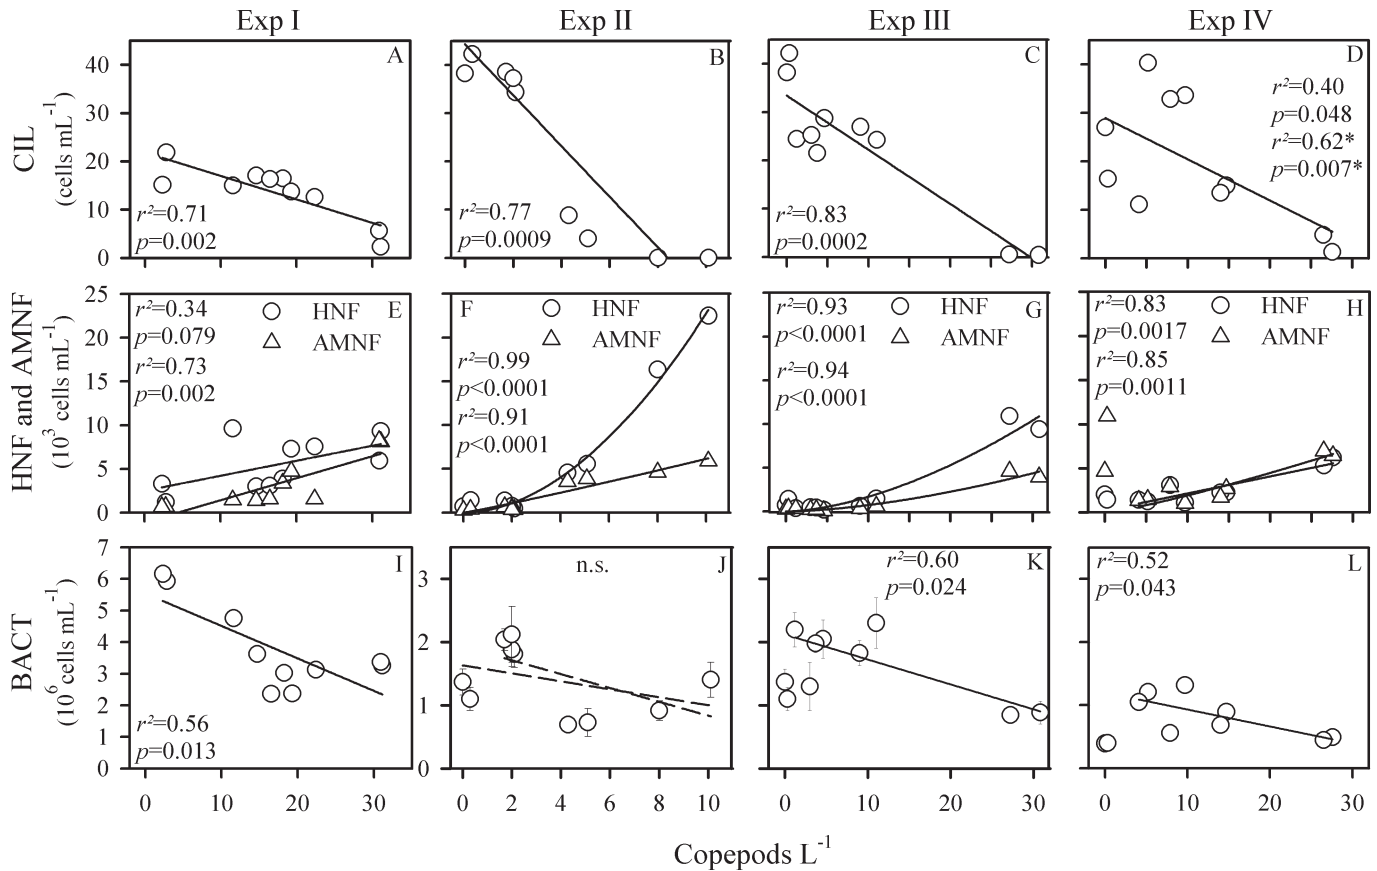 Exp I
Exp II
Exp III
Exp IV
CIL
(cells mL⁻¹)
40
30
20
10
0
A
r²=0.71
p=0.002
B
r²=0.77
p=0.0009
C
r²=0.83
p=0.0002
D
r²=0.40
p=0.048
r²=0.62*
p=0.007*
HNF and AMNF
(10³ cells mL⁻¹)
25
20
15
10
5
0
r²=0.34
p=0.079
r²=0.73
p=0.002
HNF
AMNF
E
F
HNF
AMNF
r²=0.99
p<0.0001
r²=0.91
p<0.0001
r²=0.93
p<0.0001
r²=0.94
p<0.0001
HNF
AMNF
G
r²=0.83
p=0.0017
r²=0.85
p=0.0011
HNF
AMNF
H
BACT
(10⁶ cells mL⁻¹)
7
6
5
4
3
2
1
0
I
r²=0.56
p=0.013
3
2
1
0
n.s.
J
r²=0.60
p=0.024
K
r²=0.52
p=0.043
L
0 10 20 30
0 2 4 6 8 10
0 10 20 30
0 10 20 30
Copepods L⁻¹